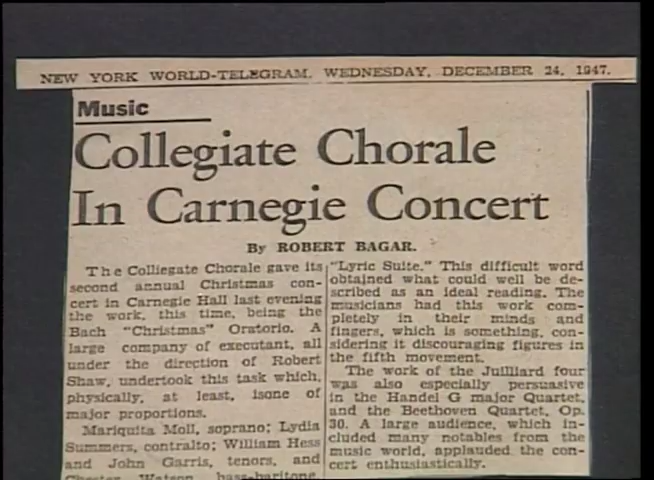 NEW YORK WORLD-TELEGRAM, WEDNESDAY, DECEMBER 24, 1947.
Music
Collegiate Chorale
In Carnegie Concert
By ROBERT BAGAR.
The Collegiate Chorale gave its
second annual Christmas con-
cert in Carnegie Hall last evening
the work, this time, being the
Bach "Christmas" Oratorio. A
large company of executant, all
under the direction of Robert
Shaw, undertook this task which,
physically, at least, isone of
major proportions.
Mariquita Moll, soprano; Lydia
Summers, contralto; William Hess
and John Garris, tenors, and
Chester Watson, bass-baritone,
"Lyric Suite." This difficult word
obtained what could well be de-
scribed as an ideal reading. The
musicians had this work com-
pletely in their minds and
fingers, which is something, con-
sidering it discouraging figures in
the fifth movement.
The work of the Juilliard four
was also especially persuasive
in the Handel G major Quartet,
and the Beethoven Quartet, Op.
30. A large audience, which in-
cluded many notables from the
music world, applauded the con-
cert enthusiastically.